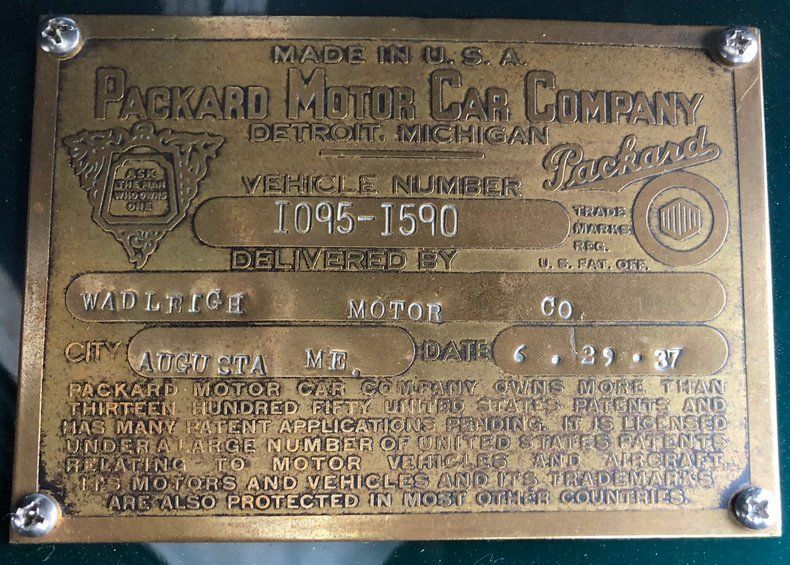 MADE IN U.S.A.
PACKARD MOTOR CAR COMPANY
DETROIT, MICHIGAN
Packard
ASK
THE MAN
WHO OWNS
ONE
VEHICLE NUMBER
1095-1590
TRADE
MARKS
REG.
U.S. PAT. OFF.
DELIVERED BY
WADLEIGH MOTOR CO.
CITY AUGUSTA ME. DATE 6.29.37
PACKARD MOTOR CAR COMPANY OWNS MORE THAN
THIRTEEN HUNDRED FIFTY UNITED STATES PATENTS AND
HAS MANY PATENT APPLICATIONS PENDING. IT IS LICENSED
UNDER A LARGE NUMBER OF UNITED STATES PATENTS
RELATING TO MOTOR VEHICLES AND AIRCRAFT.
ITS MOTORS AND VEHICLES AND ITS TRADEMARKS
ARE ALSO PROTECTED IN MOST OTHER COUNTRIES.